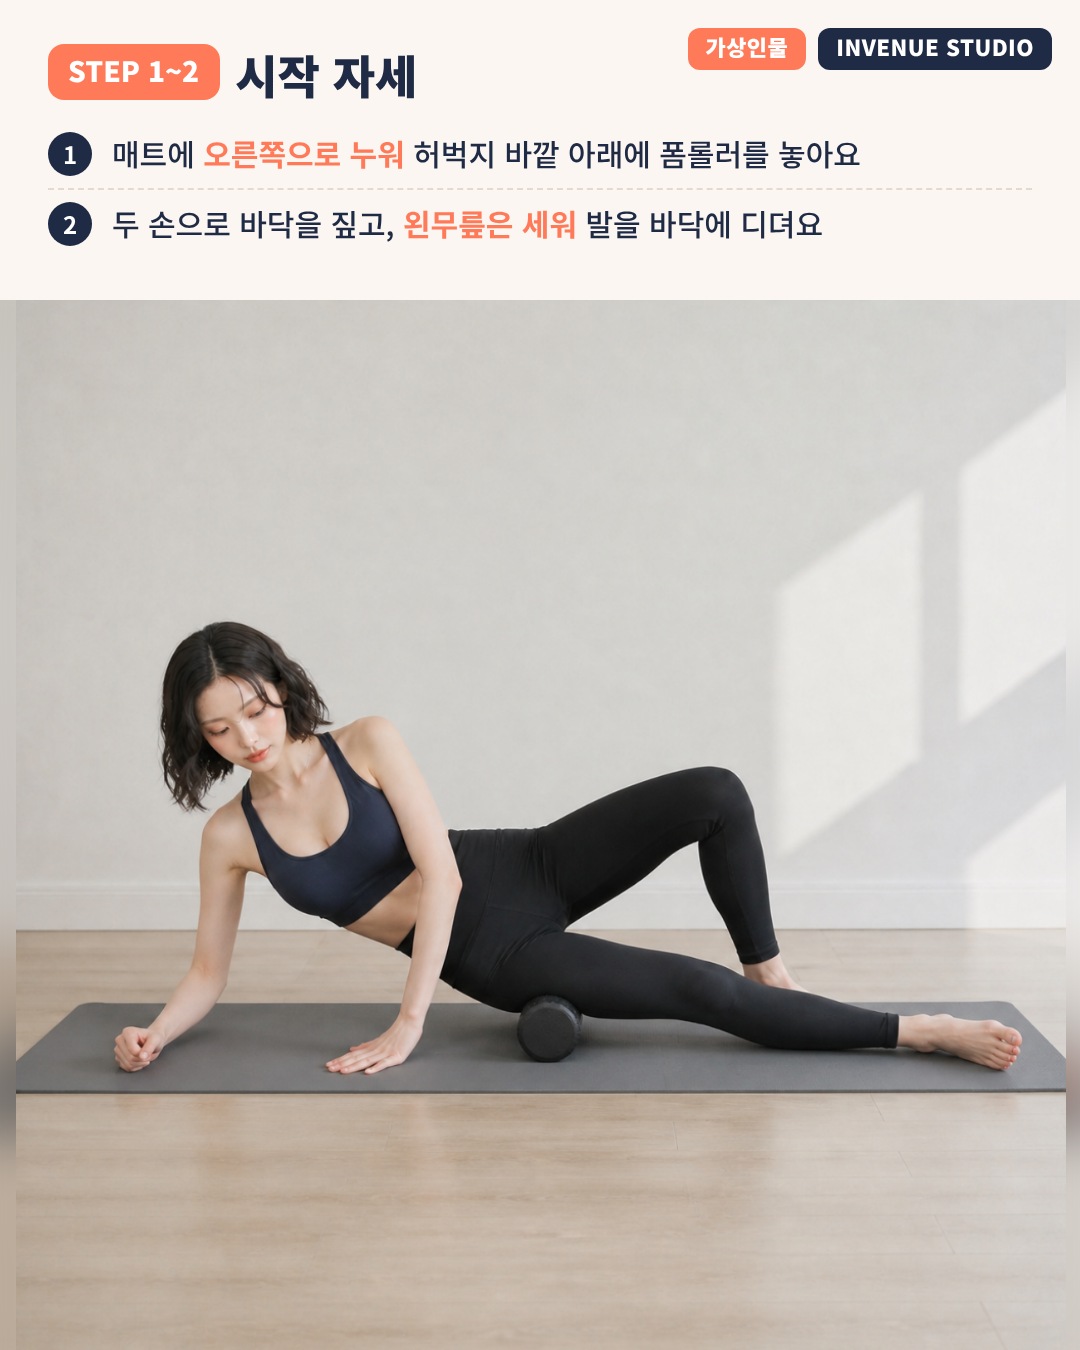 가상인물 INVENUE STUDIO
STEP 1~2 시작 자세
1 매트에 오른쪽으로 누워 허벅지 바깥 아래에 폼롤러를 놓아요
2 두 손으로 바닥을 짚고, 왼무릎은 세워 발을 바닥에 디뎌요